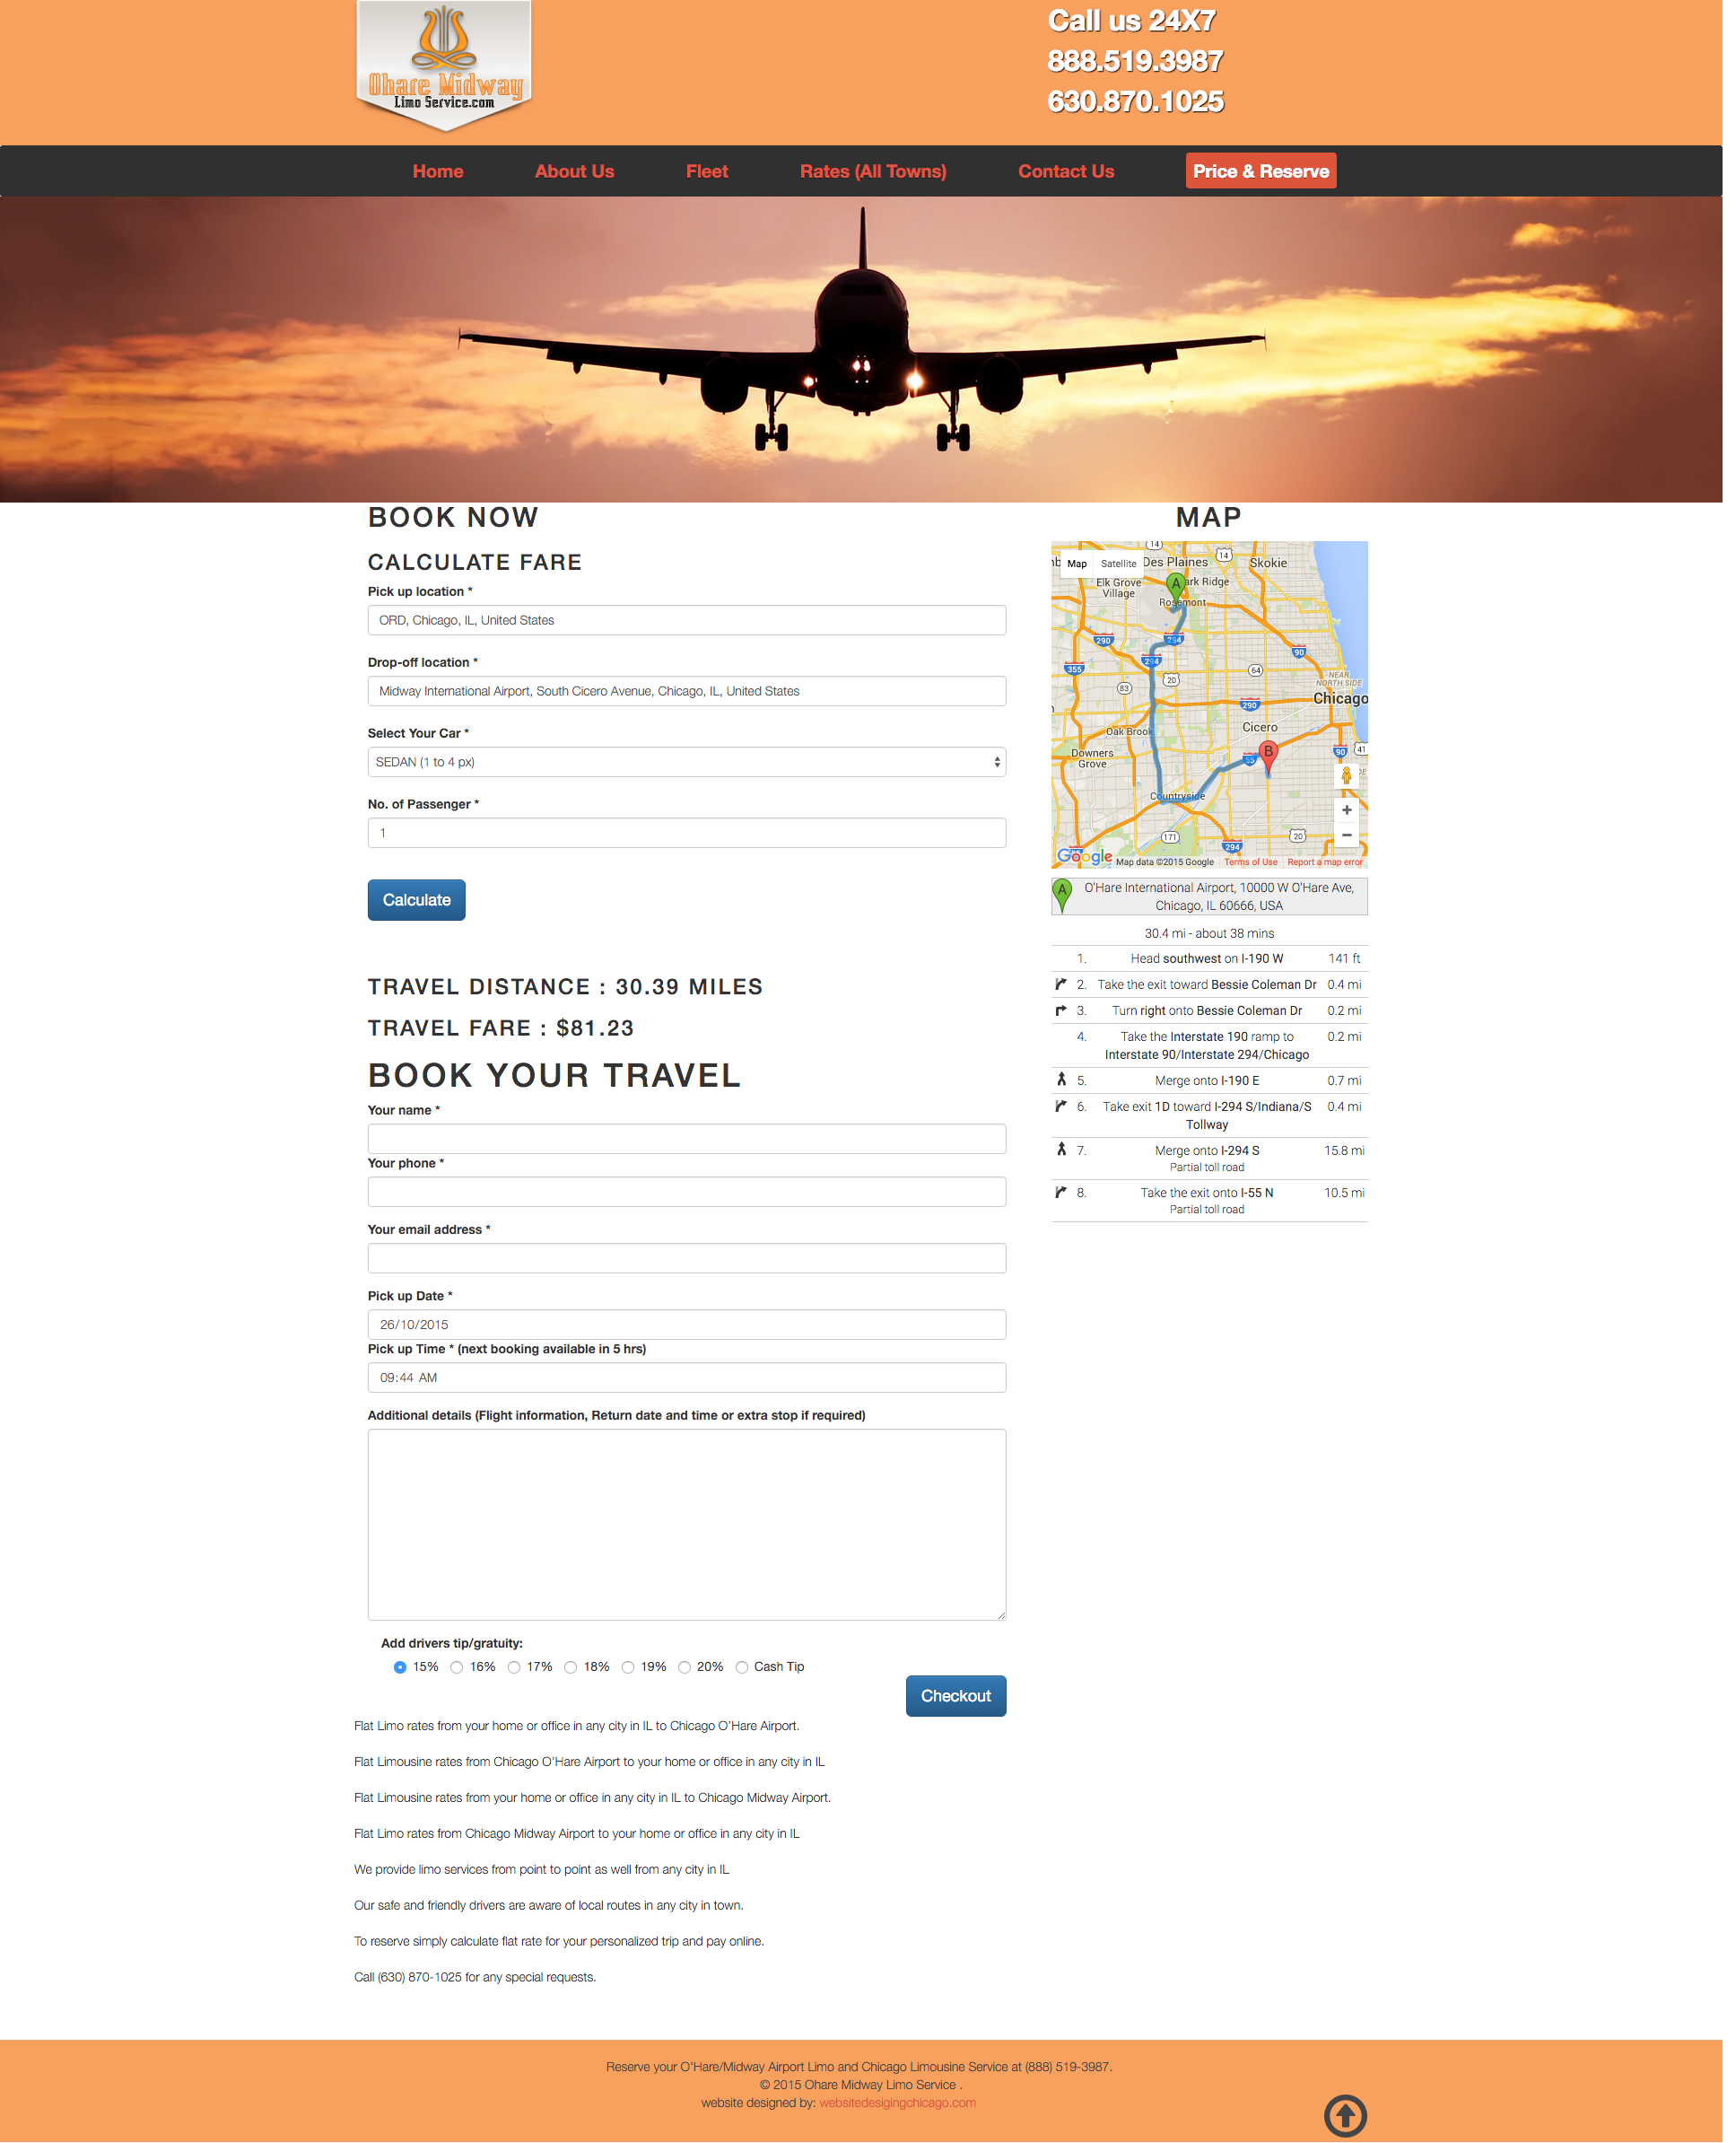 Ohare Midway
Limo Service.com
Call us 24X7
888.519.3987
630.870.1025
Home
About Us
Fleet
Rates (All Towns)
Contact Us
Price & Reserve
BOOK NOW
CALCULATE FARE
Pick up location *
ORD, Chicago, IL, United States
Drop-off location *
Midway International Airport, South Cicero Avenue, Chicago, IL, United States
Select Your Car *
SEDAN (1 to 4 px)
No. of Passenger *
1
Calculate
TRAVEL DISTANCE : 30.39 MILES
TRAVEL FARE : $81.23
BOOK YOUR TRAVEL
Your name *
Your phone *
Your email address *
Pick up Date *
26/10/2015
Pick up Time * (next booking available in 5 hrs)
09:44 AM
Additional details (Flight information, Return date and time or extra stop if required)
Add drivers tip/gratuity:
15% 16% 17% 18% 19% 20% Cash Tip
Checkout
MAP
Map Satellite
14
14
Des Plaines
Skokie
Elk Grove
Village
A
ark Ridge
Rosemont
290
294
294
90
355
64
20
83
NEAR
NORTH SIDE
Chicago
290
Oak Brook
Cicero
Downers
Grove
B
55
90
41
Countryside
171
20
294
Google
Map data ©2015 Google
Terms of Use
Report a map error
A
O'Hare International Airport, 10000 W O'Hare Ave,
Chicago, IL 60666, USA
30.4 mi - about 38 mins
1. Head southwest on I-190 W 141 ft
2. Take the exit toward Bessie Coleman Dr 0.4 mi
3. Turn right onto Bessie Coleman Dr 0.2 mi
4. Take the Interstate 190 ramp to 0.2 mi
Interstate 90/Interstate 294/Chicago
5. Merge onto I-190 E 0.7 mi
6. Take exit 1D toward I-294 S/Indiana/S 0.4 mi
Tollway
7. Merge onto I-294 S 15.8 mi
Partial toll road
8. Take the exit onto I-55 N 10.5 mi
Partial toll road
Flat Limo rates from your home or office in any city in IL to Chicago O'Hare Airport.
Flat Limousine rates from Chicago O'Hare Airport to your home or office in any city in IL
Flat Limousine rates from your home or office in any city in IL to Chicago Midway Airport.
Flat Limo rates from Chicago Midway Airport to your home or office in any city in IL
We provide limo services from point to point as well from any city in IL
Our safe and friendly drivers are aware of local routes in any city in town.
To reserve simply calculate flat rate for your personalized trip and pay online.
Call (630) 870-1025 for any special requests.
Reserve your O'Hare/Midway Airport Limo and Chicago Limousine Service at (888) 519-3987.
© 2015 Ohare Midway Limo Service .
website designed by: websitedesigingchicago.com